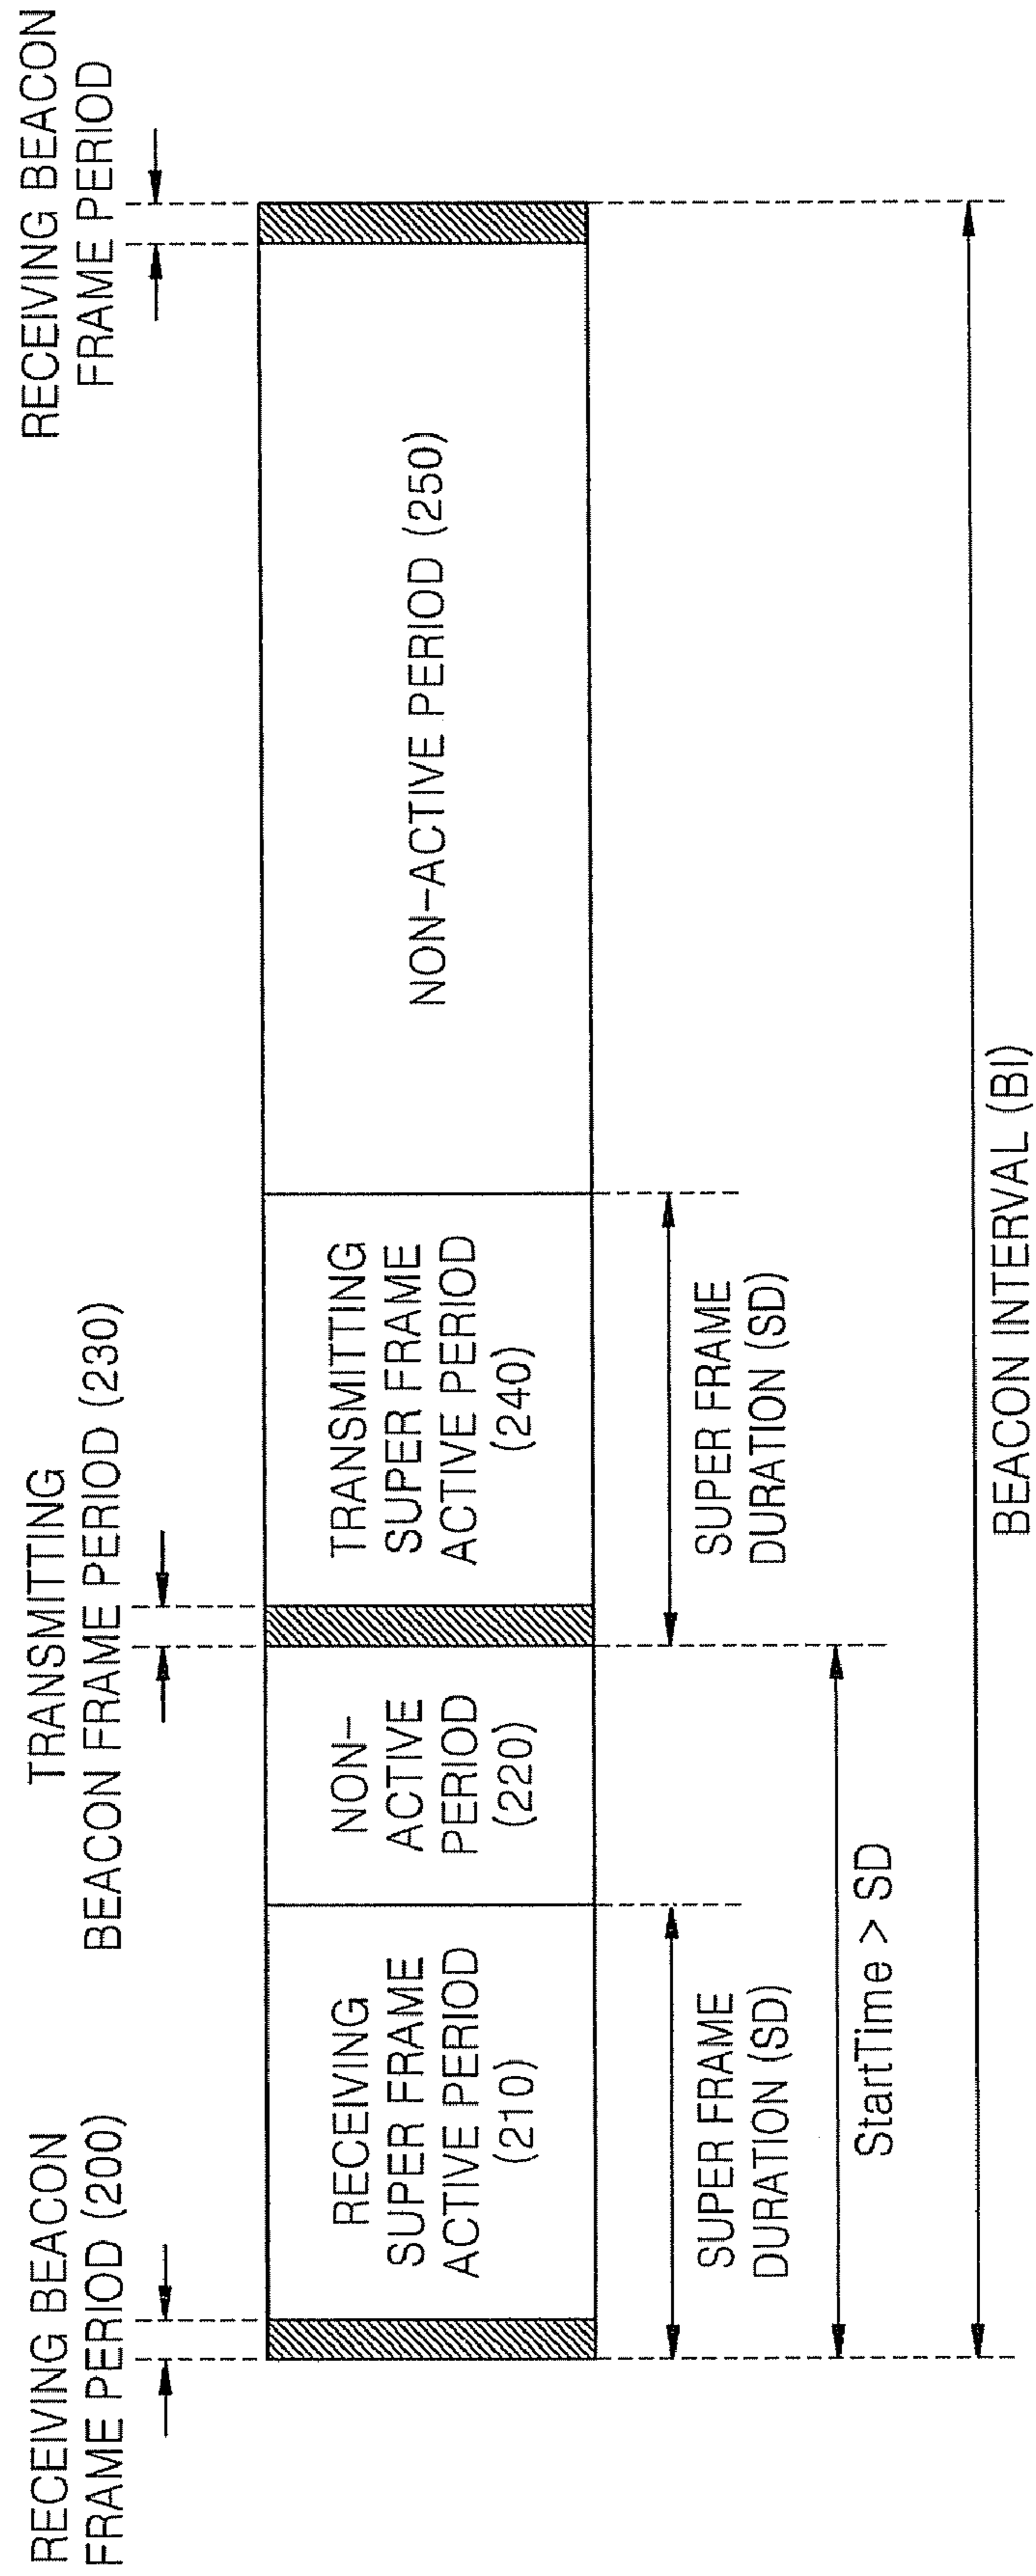 RECEIVING BEACON
FRAME PERIOD (200)
TRANSMITTING
BEACON FRAME PERIOD (230)
RECEIVING BEACON
FRAME PERIOD
RECEIVING
SUPER FRAME
ACTIVE PERIOD
(210)
NON-
ACTIVE
PERIOD
(220)
TRANSMITTING
SUPER FRAME
ACTIVE PERIOD
(240)
NON-ACTIVE PERIOD (250)
SUPER FRAME
DURATION (SD)
SUPER FRAME
DURATION (SD)
StartTime > SD
BEACON INTERVAL (BI)